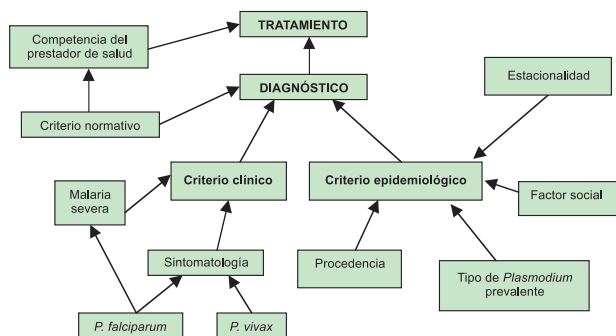 TRATAMIENTO
Competencia del
prestador de salud
DIAGNÓSTICO
Estacionalidad
Criterio normativo
Criterio clínico
Criterio epidemiológico
Malaria
severa
Factor social
Sintomatología
Procedencia
Tipo de Plasmodium
prevalente
P. falciparum
P. vivax